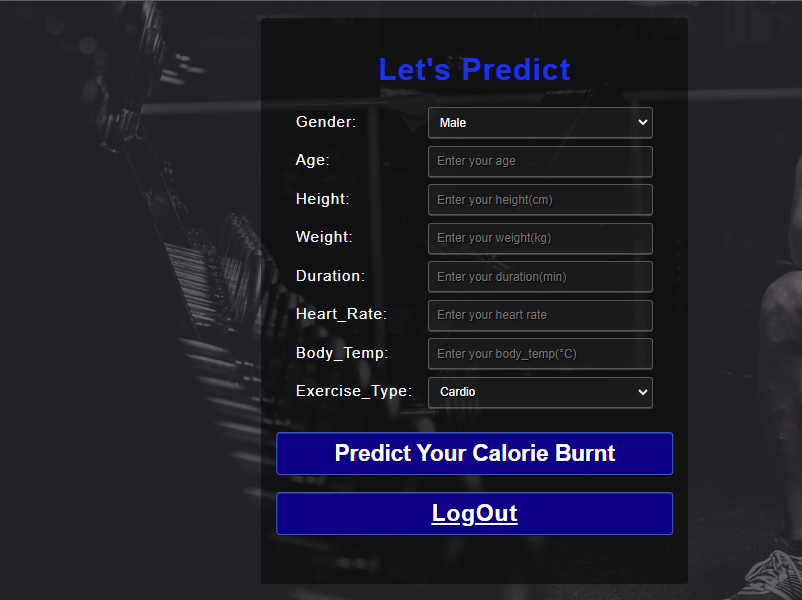 Let's Predict
Gender: Male
Age: Enter your age
Height: Enter your height(cm)
Weight: Enter your weight(kg)
Duration: Enter your duration(min)
Heart_Rate: Enter your heart rate
Body_Temp: Enter your body_temp(°C)
Exercise_Type: Cardio
Predict Your Calorie Burnt
LogOut